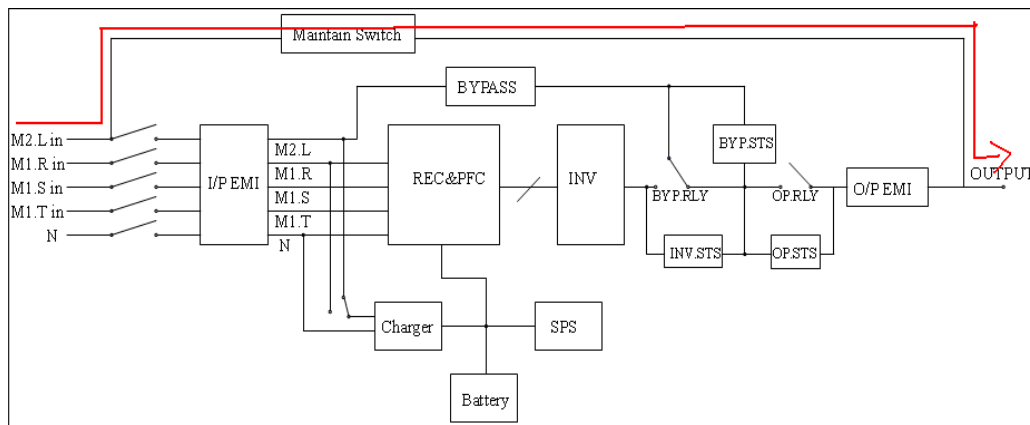 Maintain Switch
BYPASS
M2.L in
M1.R in
M1.S in
M1.T in
N
I/P EMI
M2.L
M1.R
M1.S
M1.T
N
REC&PFC
INV
BYP.RLY
BYP.STS
INV.STS
OP.RLY
OP.STS
O/P EMI
OUTPUT
Charger
SPS
Battery